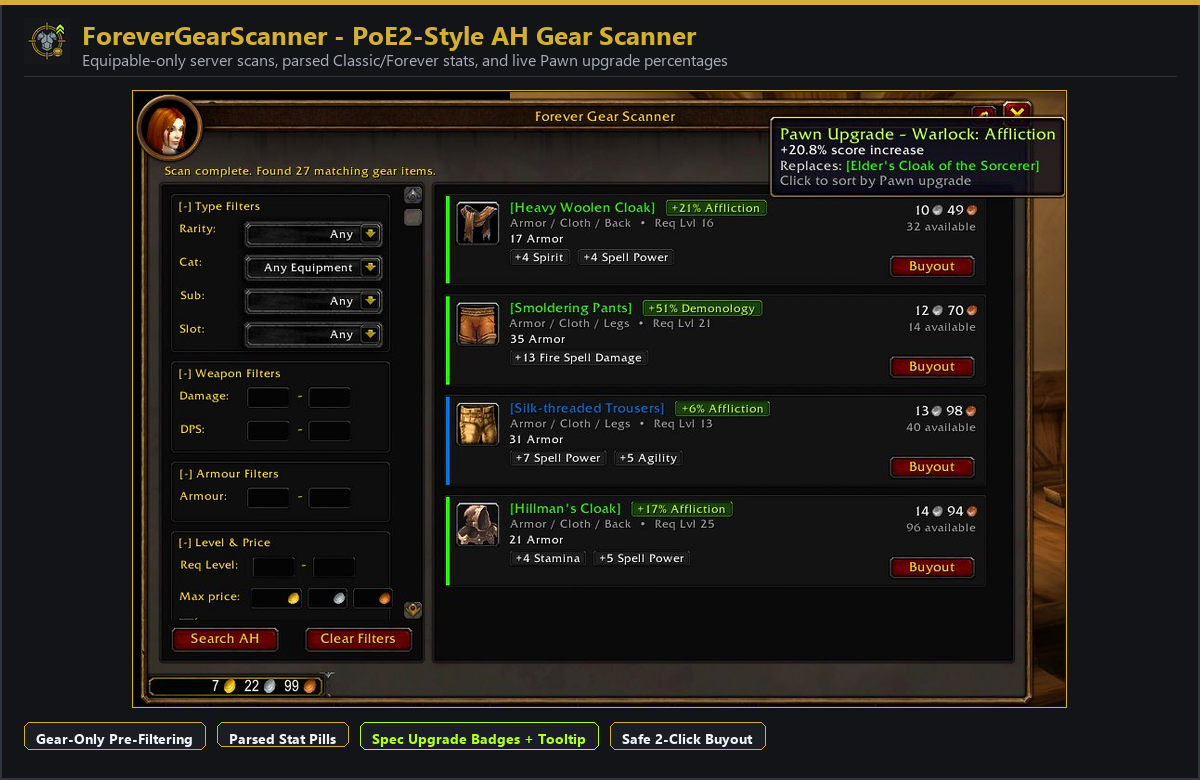 ForeverGearScanner - PoE2-Style AH Gear Scanner
Equipable-only server scans, parsed Classic/Forever stats, and live Pawn upgrade percentages
Forever Gear Scanner
Pawn Upgrade - Warlock: Affliction
+20.8% score increase
Replaces: [Elder's Cloak of the Sorcerer]
Click to sort by Pawn upgrade
Scan complete. Found 27 matching gear items.
[-] Type Filters
Rarity: Any
Cat: Any Equipment
Sub: Any
Slot: Any
[-] Weapon Filters
Damage: -
DPS: -
[-] Armour Filters
Armour: -
[-] Level & Price
Req Level: -
Max price:
Search AH
Clear Filters
7 22 99
[Heavy Woolen Cloak] +21% Affliction
Armor / Cloth / Back • Req Lvl 16
17 Armor
+4 Spirit +4 Spell Power
10 49
32 available
Buyout
[Smoldering Pants] +51% Demonology
Armor / Cloth / Legs • Req Lvl 21
35 Armor
+13 Fire Spell Damage
12 70
14 available
Buyout
[Silk-threaded Trousers] +6% Affliction
Armor / Cloth / Legs • Req Lvl 13
31 Armor
+7 Spell Power +5 Agility
13 98
40 available
Buyout
[Hillman's Cloak] +17% Affliction
Armor / Cloth / Back • Req Lvl 25
21 Armor
+4 Stamina +5 Spell Power
14 94
96 available
Buyout
Gear-Only Pre-Filtering
Parsed Stat Pills
Spec Upgrade Badges + Tooltip
Safe 2-Click Buyout